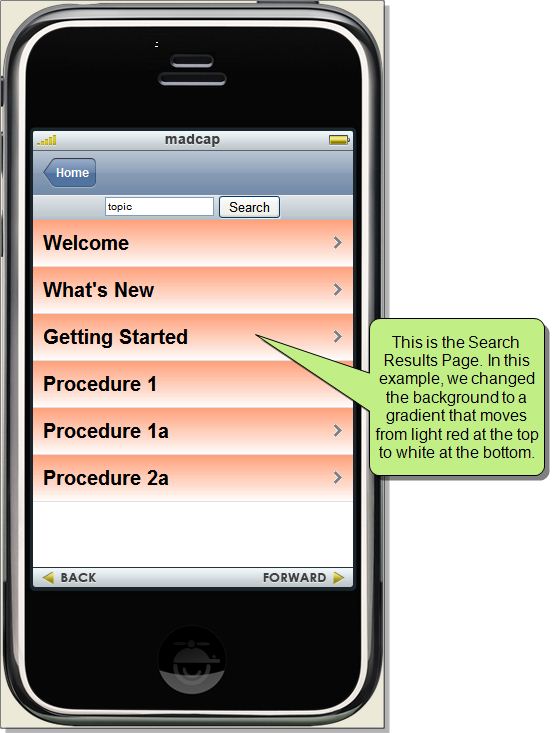 madcap
Home
topic
Search
Welcome
What's New
Getting Started
Procedure 1
Procedure 1a
Procedure 2a
BACK
FORWARD
This is the Search
Results Page. In this
example, we changed
the background to a
gradient that moves
from light red at the top
to white at the bottom.